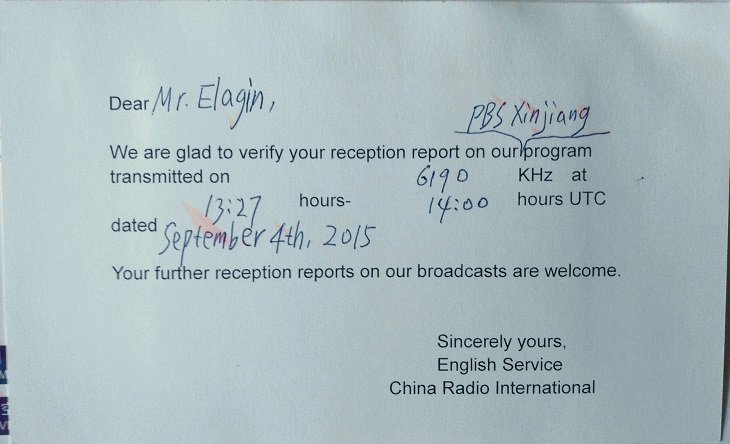 Dear Mr. Elagin,
PBS Xinjiang
We are glad to verify your reception report on our program
transmitted on 6190 KHz at
13:27 hours- 14:00 hours UTC
dated September 4th, 2015
Your further reception reports on our broadcasts are welcome.
Sincerely yours,
English Service
China Radio International